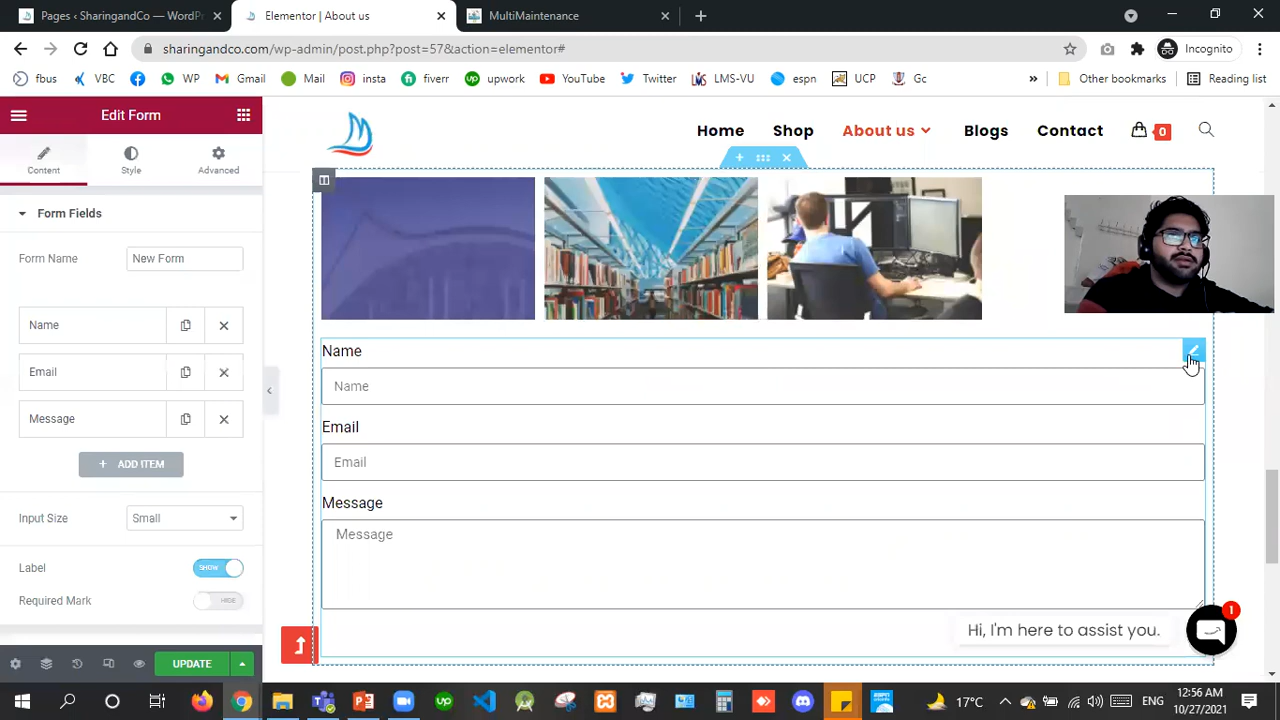 Pages ‹ SharingandCo — WordPr
Elementor | About us
MultiMaintenance
sharingandco.com/wp-admin/post.php?post=57&action=elementor#
Incognito
fbus
VBC
WP
Gmail
Mail
insta
fiverr
upwork
YouTube
Twitter
LMS-VU
espn
UCP
Gc
»
Other bookmarks
Reading list
Edit Form
Content
Style
Advanced
Home
Shop
About us
Blogs
Contact
0
Form Fields
Form Name
New Form
Name
Email
Message
+ ADD ITEM
Input Size
Small
Label
SHOW
Required Mark
HIDE
UPDATE
Name
Name
Email
Email
Message
Message
Hi, I'm here to assist you.
1
17°C
ENG
12:56 AM
10/27/2021